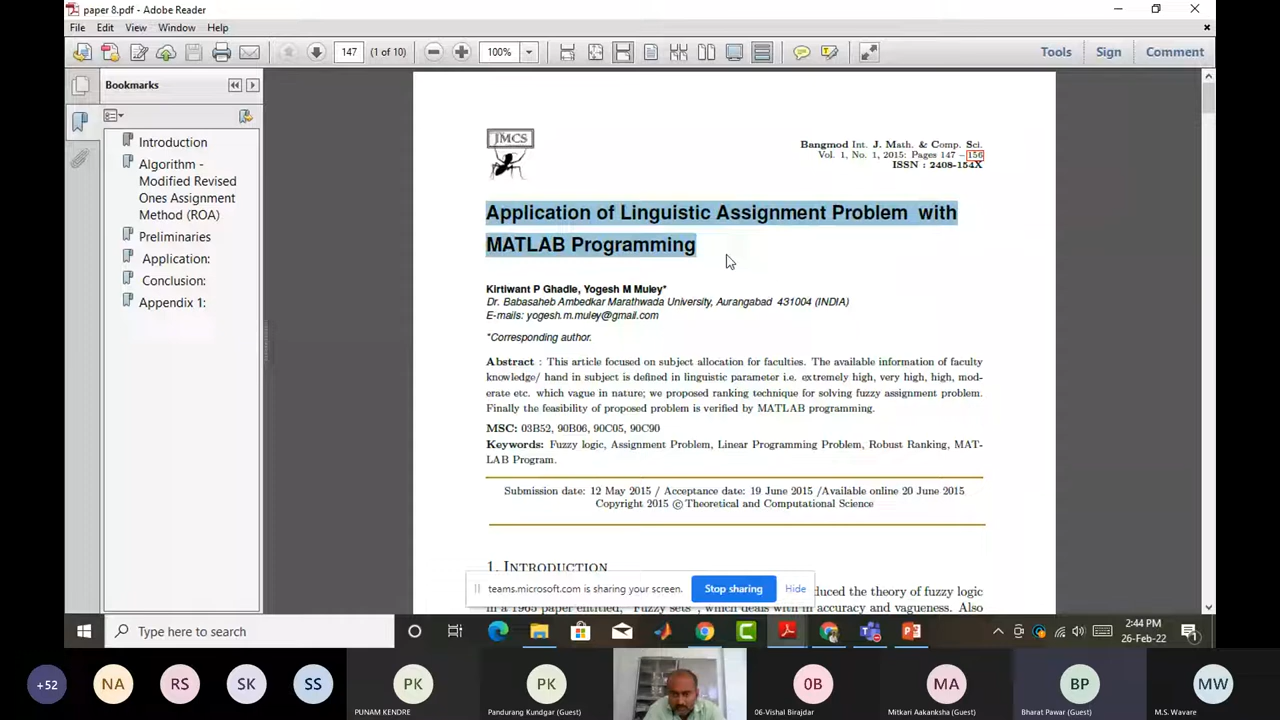 paper 8.pdf - Adobe Reader
File Edit View Window Help
147 (1 of 10) 100% Tools Sign Comment
Bookmarks
Introduction
Algorithm -
Modified Revised
Ones Assignment
Method (ROA)
Preliminaries
Application:
Conclusion:
Appendix 1:
JMCS
Bangmod Int. J. Math. & Comp. Sci.
Vol. 1, No. 1, 2015: Pages 147 – 156
ISSN : 2408-154X
Application of Linguistic Assignment Problem with
MATLAB Programming
Kirtiwant P Ghadle, Yogesh M Muley*
Dr. Babasaheb Ambedkar Marathwada University, Aurangabad 431004 (INDIA)
E-mails: yogesh.m.muley@gmail.com
*Corresponding author.
Abstract : This article focused on subject allocation for faculties. The available information of faculty
knowledge/ hand in subject is defined in linguistic parameter i.e. extremely high, very high, high, mod-
erate etc. which vague in nature; we proposed ranking technique for solving fuzzy assignment problem.
Finally the feasibility of proposed problem is verified by MATLAB programming.
MSC: 03B52, 90B06, 90C05, 90C90
Keywords: Fuzzy logic, Assignment Problem, Linear Programming Problem, Robust Ranking, MAT-
LAB Program.
Submission date: 12 May 2015 / Acceptance date: 19 June 2015 /Available online 20 June 2015
Copyright 2015 © Theoretical and Computational Science
1. Introduction
duced the theory of fuzzy logic
in a 1965 paper entitled, "Fuzzy sets", which deals with in accuracy and vagueness. Also
teams.microsoft.com is sharing your screen. Stop sharing Hide
Type here to search
2:44 PM
26-Feb-22
+52 NA RS SK SS PK PK 0B MA BP MW
PUNAM KENDRE Pandurang Kundgar (Guest) 06-Vishal Birajdar Mitkari Aakanksha (Guest) Bharat Pawar (Guest) M.S. Wavare